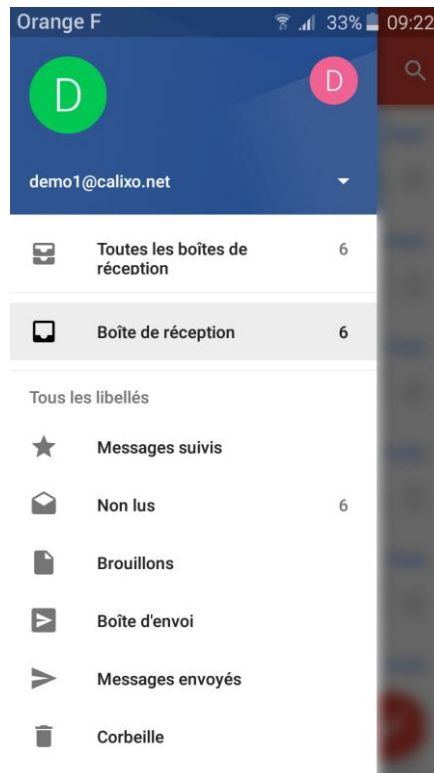 Orange F 33% 09:22
D D
demo1@calixo.net
Toutes les boîtes de 6
réception
Boîte de réception 6
Tous les libellés
Messages suivis
Non lus 6
Brouillons
Boîte d'envoi
Messages envoyés
Corbeille